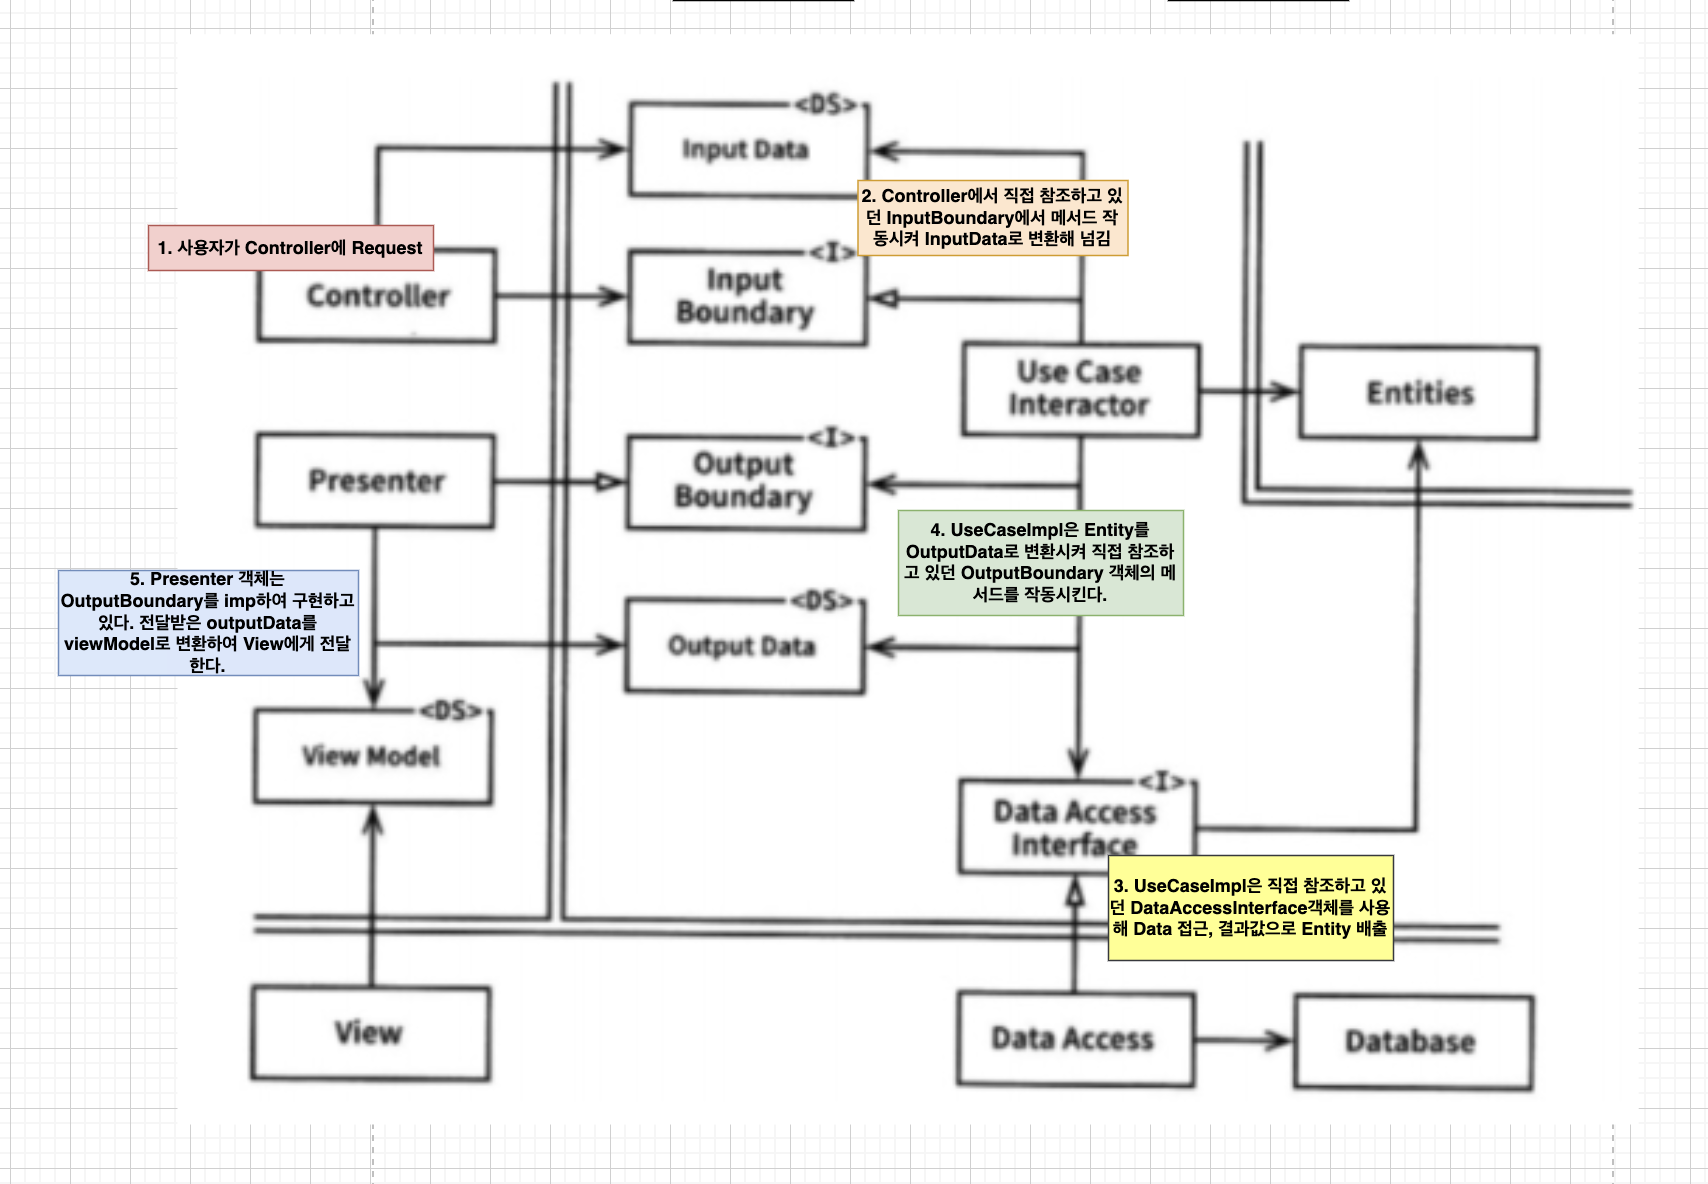 <DS>
Input Data
2. Controller에서 직접 참조하고 있
던 InputBoundary에서 메서드 작
동시켜 InputData로 변환해 넘김
1. 사용자가 Controller에 Request
Controller
<I>
Input
Boundary
Use Case
Interactor
Entities
Presenter
<I>
Output
Boundary
4. UseCaseImpl은 Entity를
OutputData로 변환시켜 직접 참조하
고 있던 OutputBoundary 객체의 메
서드를 작동시킨다.
5. Presenter 객체는
OutputBoundary를 imp하여 구현하고
있다. 전달받은 outputData를
viewModel로 변환하여 View에게 전달
한다.
<DS>
Output Data
<DS>
View Model
<I>
Data Access
Interface
3. UseCaseImpl은 직접 참조하고 있
던 DataAccessInterface객체를 사용
해 Data 접근, 결과값으로 Entity 배출
View
Data Access
Database